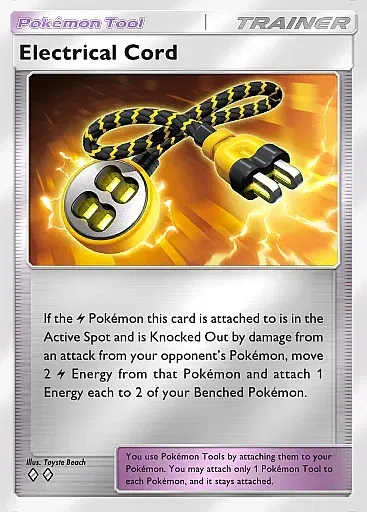 Pokémon Tool
TRAINER
Electrical Cord
If the Pokémon this card is attached to is in the
Active Spot and is Knocked Out by damage from
an attack from your opponent's Pokémon, move
2 Energy from that Pokémon and attach 1
Energy each to 2 of your Benched Pokémon.
Illus. Toyste Beach
You use Pokémon Tools by attaching them to your
Pokémon. You may attach only 1 Pokémon Tool to
each Pokémon, and it stays attached.